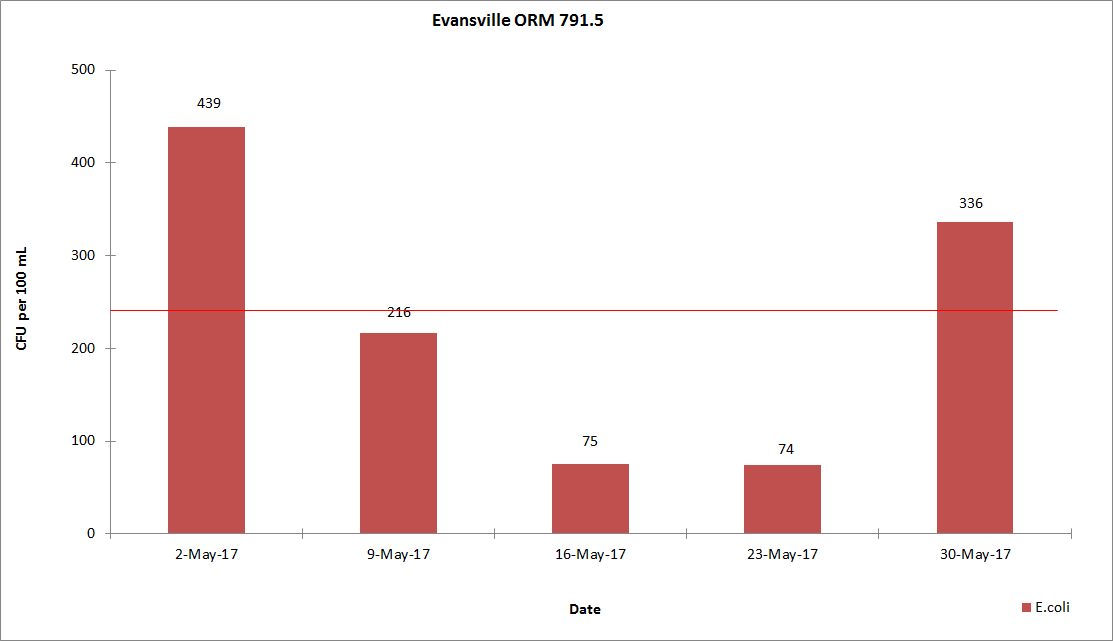 Evansville ORM 791.5
500
400
300
200
100
0
CFU per 100 mL
439
216
75
74
336
2-May-17
9-May-17
16-May-17
23-May-17
30-May-17
Date
E.coli